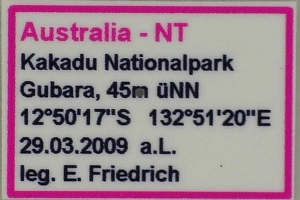 Australia - NT
Kakadu Nationalpark
Gubara, 45m üNN
12°50'17"S 132°51'20"E
29.03.2009 a.L.
leg. E. Friedrich